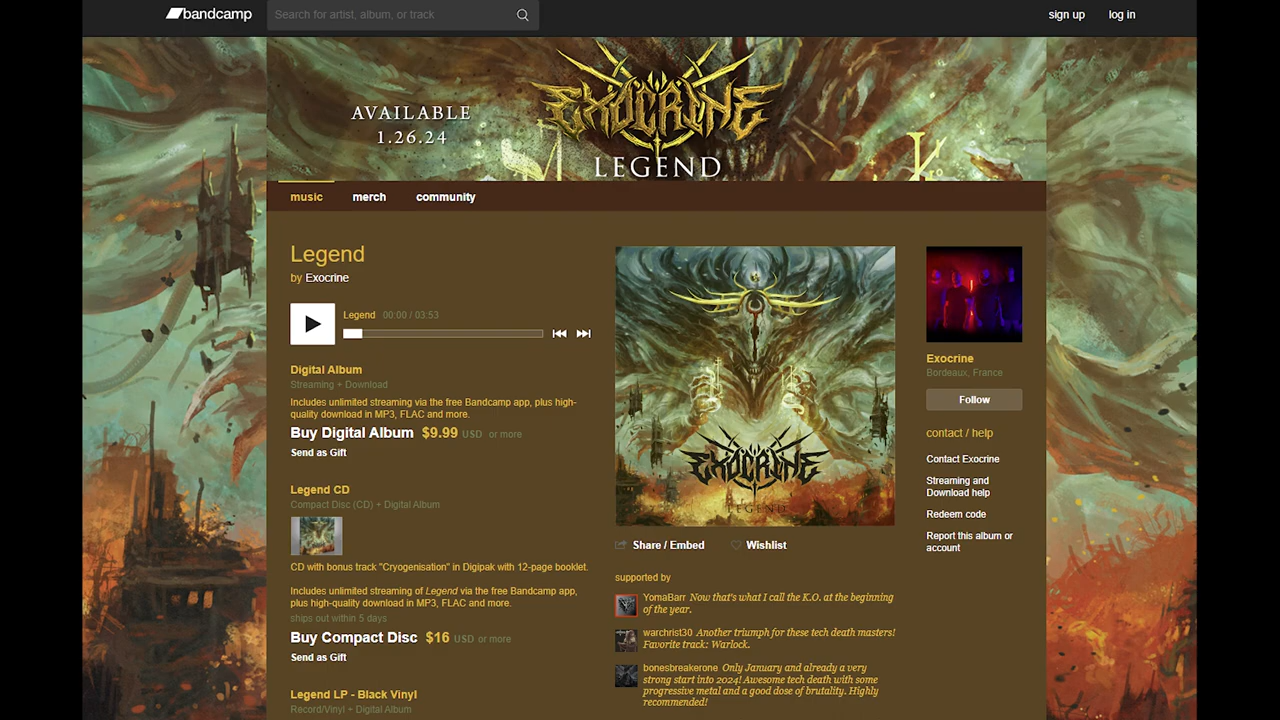 bandcamp
Search for artist, album, or track
sign up
log in
AVAILABLE
1.26.24
EXOCRINE
LEGEND
music
merch
community
Legend
by Exocrine
Legend 00:00 / 03:53
Digital Album
Streaming + Download
Includes unlimited streaming via the free Bandcamp app, plus high-
quality download in MP3, FLAC and more.
Buy Digital Album $9.99 USD or more
Send as Gift
Legend CD
Compact Disc (CD) + Digital Album
CD with bonus track "Cryogenisation" in Digipak with 12-page booklet.
Includes unlimited streaming of Legend via the free Bandcamp app,
plus high-quality download in MP3, FLAC and more.
ships out within 5 days
Buy Compact Disc $16 USD or more
Send as Gift
Legend LP - Black Vinyl
Record/Vinyl + Digital Album
EXOCRINE
LEGEND
Share / Embed
Wishlist
supported by
YomaBarr Now that's what I call the K.O. at the beginning
of the year.
warchrist30 Another triumph for these tech death masters!
Favorite track: Warlock.
bonesbreakerone Only January and already a very
strong start into 2024! Awesome tech death with some
progressive metal and a good dose of brutality. Highly
recommended!
Exocrine
Bordeaux, France
Follow
contact / help
Contact Exocrine
Streaming and
Download help
Redeem code
Report this album or
account